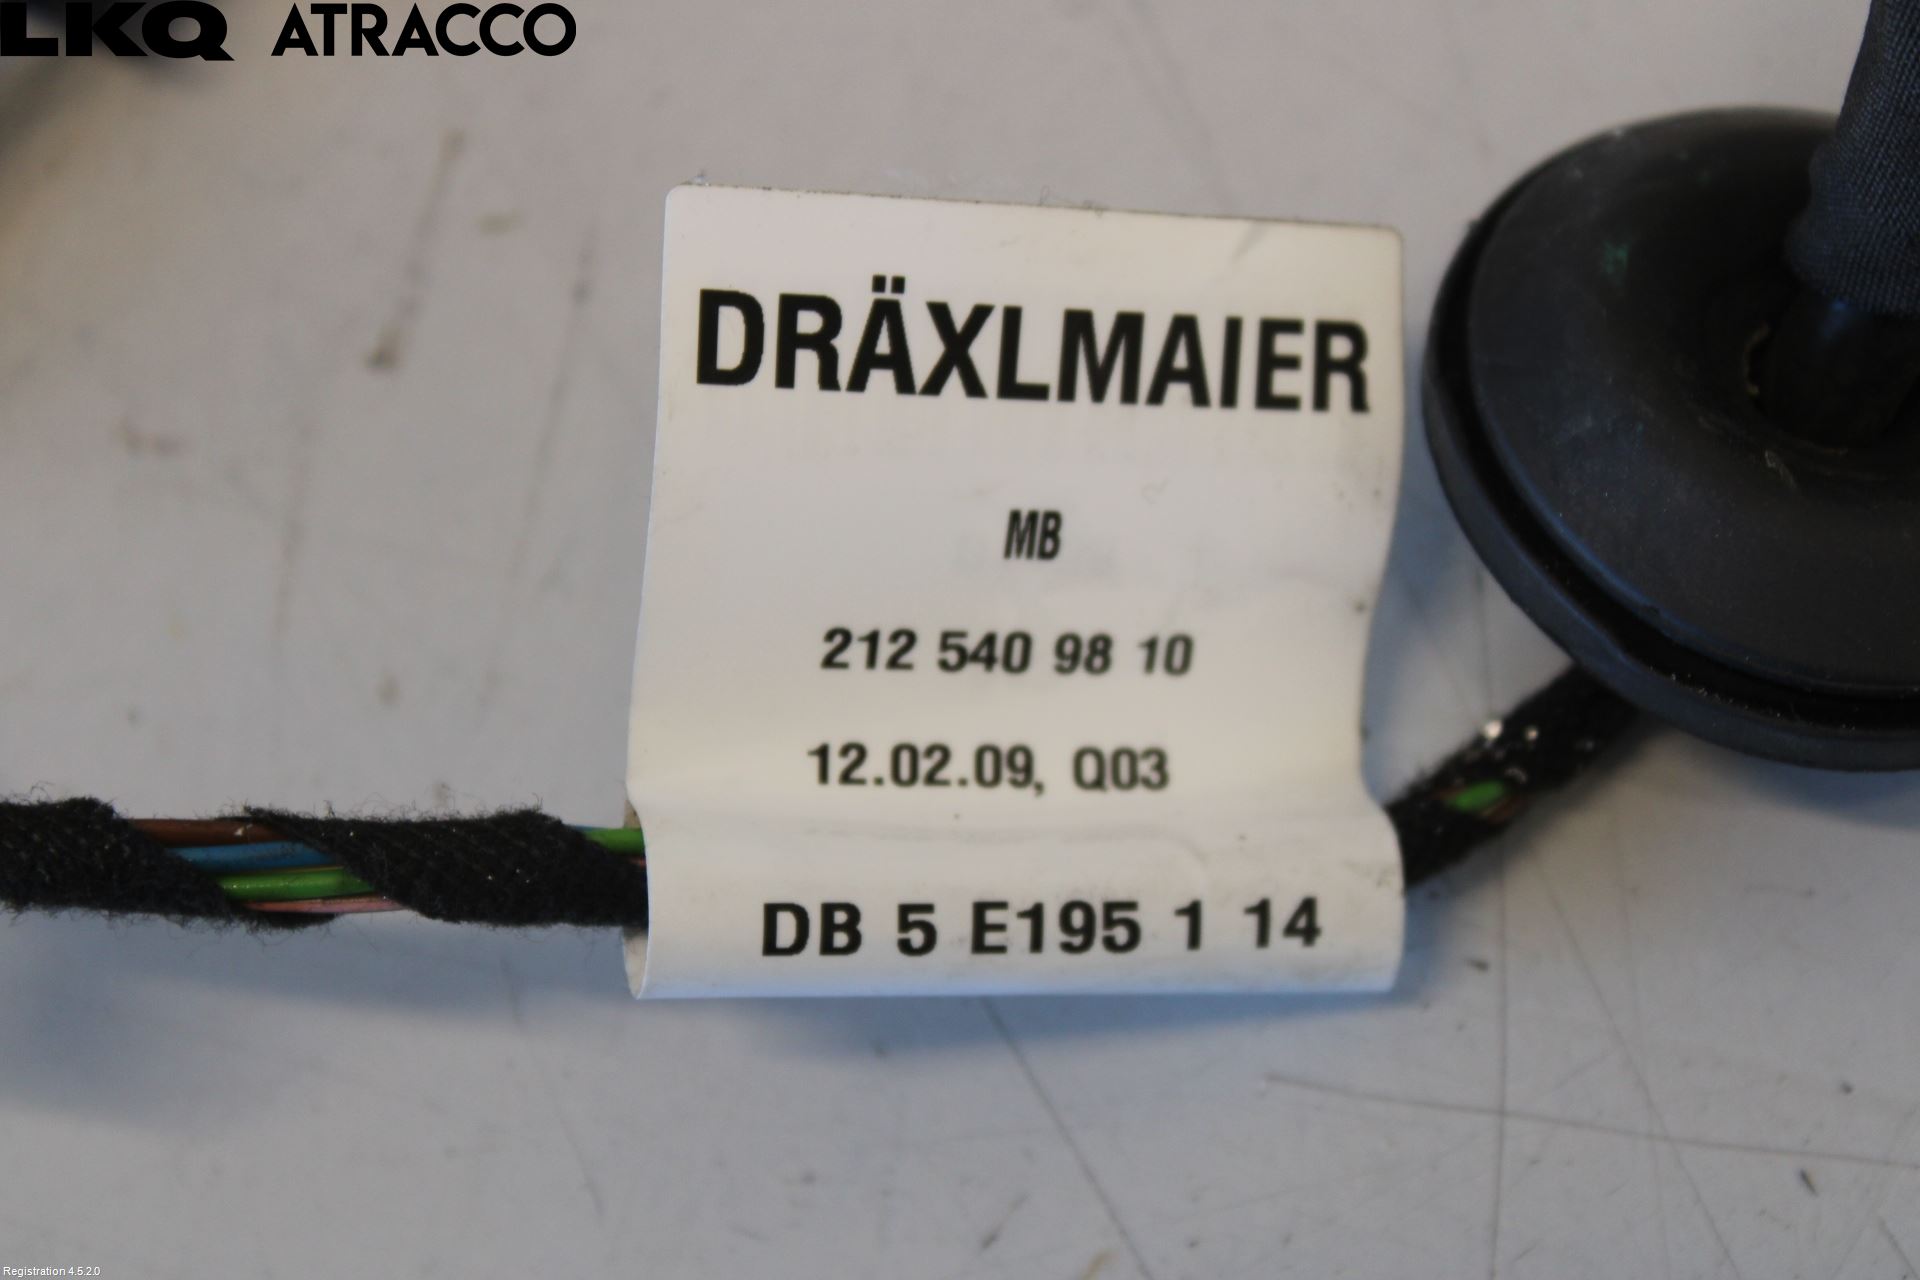 LKQ ATRACCO
DRÄXLMAIER
MB
212 540 98 10
12.02.09, Q03
DB 5 E195 1 14
Registration 4.5.2.0